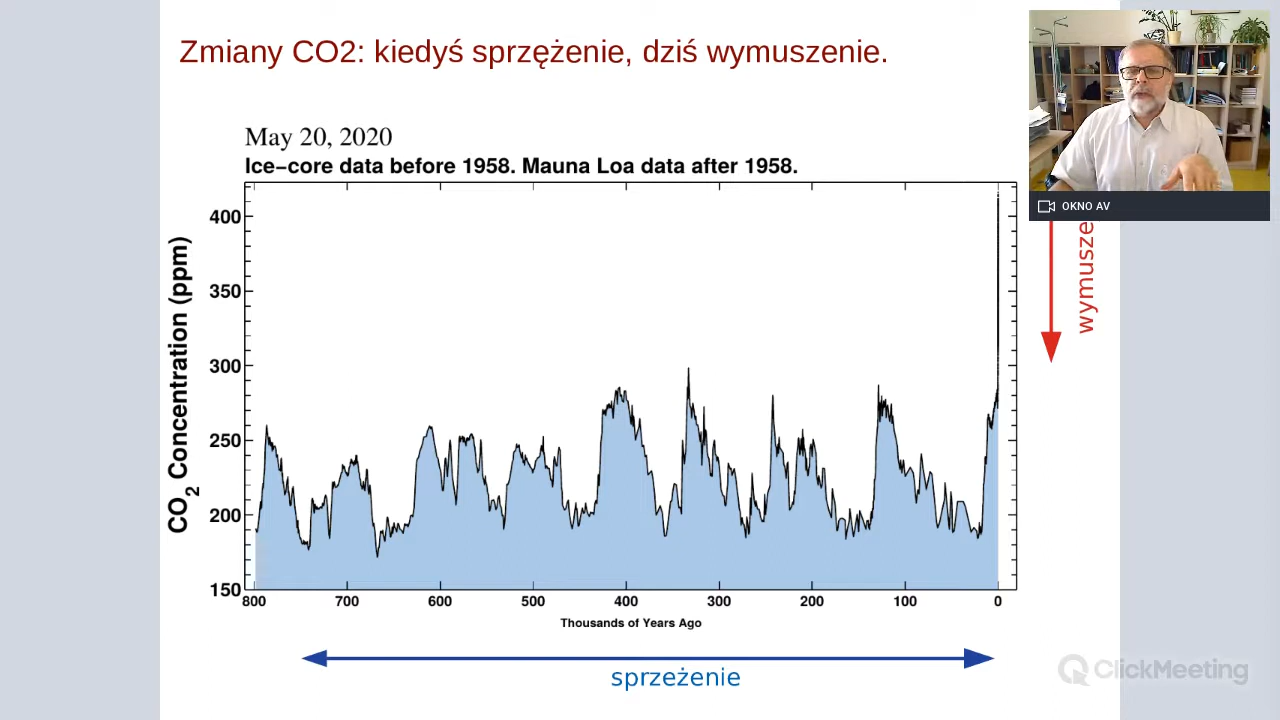 Zmiany CO2: kiedyś sprzężenie, dziś wymuszenie.
May 20, 2020
Ice-core data before 1958. Mauna Loa data after 1958.
CO2 Concentration (ppm)
400
350
300
250
200
150
800 700 600 500 400 300 200 100 0
Thousands of Years Ago
sprzeżenie
OKNO AV
wymusze
ClickMeeting